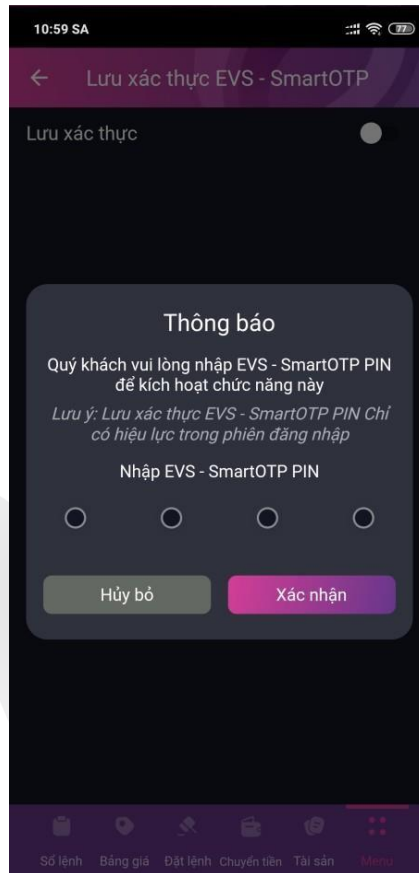 10:59 SA
77
Lưu xác thực EVS - SmartOTP
Lưu xác thực
Thông báo
Quý khách vui lòng nhập EVS - SmartOTP PIN
để kích hoạt chức năng này
Lưu ý: Lưu xác thực EVS - SmartOTP PIN Chỉ
có hiệu lực trong phiên đăng nhập
Nhập EVS - SmartOTP PIN
Hủy bỏ
Xác nhận
Sổ lệnh Bảng giá Đặt lệnh Chuyển tiền Tài sản Menu